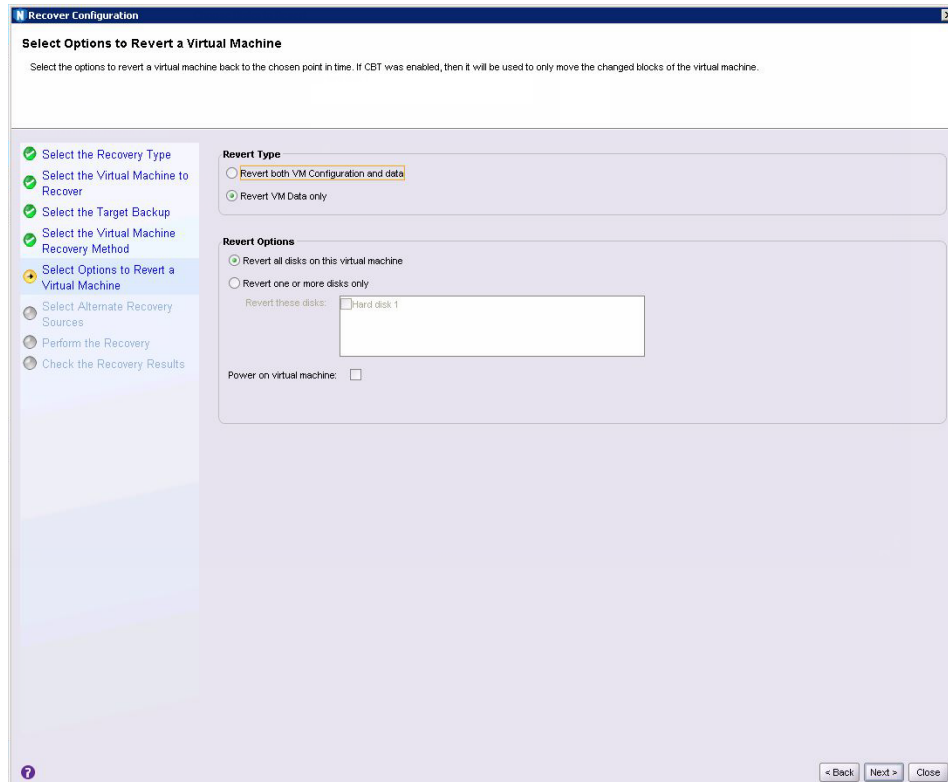 N Recover Configuration
Select Options to Revert a Virtual Machine
Select the options to revert a virtual machine back to the chosen point in time. If CBT was enabled, then it will be used to only move the changed blocks of the virtual machine.
Select the Recovery Type
Select the Virtual Machine to
Recover
Select the Target Backup
Select the Virtual Machine
Recovery Method
Select Options to Revert a
Virtual Machine
Select Alternate Recovery
Sources
Perform the Recovery
Check the Recovery Results
Revert Type
Revert both VM Configuration and data
Revert VM Data only
Revert Options
Revert all disks on this virtual machine
Revert one or more disks only
Revert these disks:
Hard disk 1
Power on virtual machine:
?
< Back
Next >
Close